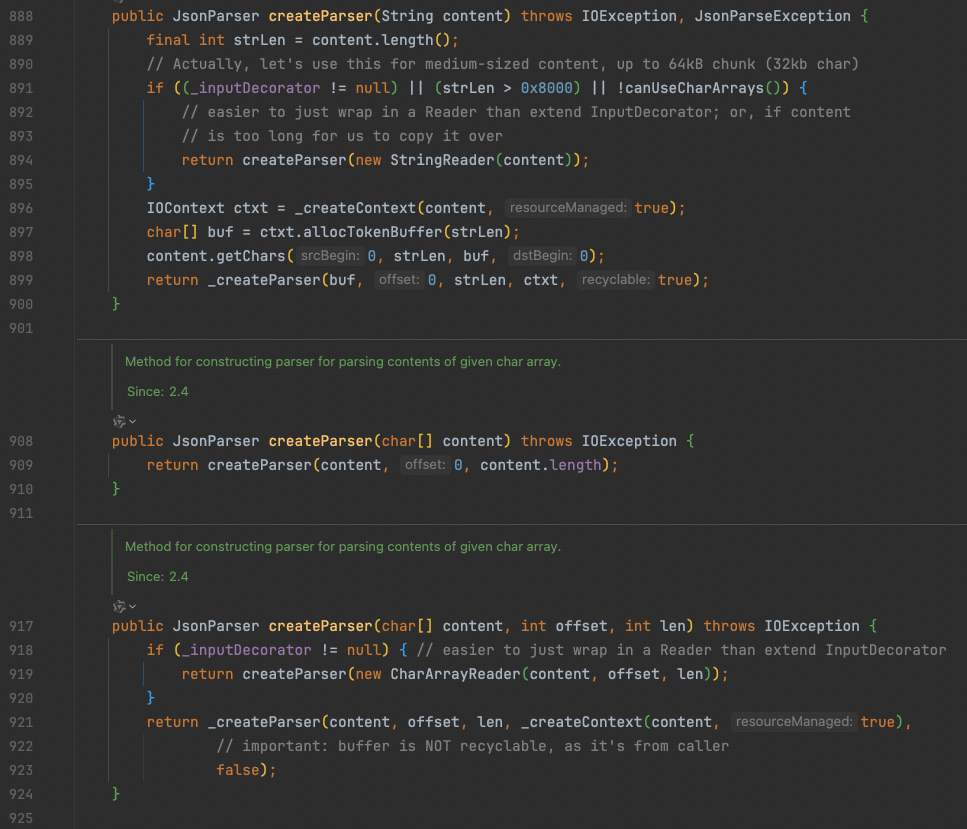 888 public JsonParser createParser(String content) throws IOException, JsonParseException {
889 final int strLen = content.length();
890 // Actually, let's use this for medium-sized content, up to 64kB chunk (32kb char)
891 if ((_inputDecorator != null) || (strLen > 0x8000) || !canUseCharArrays()) {
892 // easier to just wrap in a Reader than extend InputDecorator; or, if content
893 // is too long for us to copy it over
894 return createParser(new StringReader(content));
895 }
896 IOContext ctxt = _createContext(content, resourceManaged: true);
897 char[] buf = ctxt.allocTokenBuffer(strLen);
898 content.getChars( srcBegin: 0, strLen, buf, dstBegin: 0);
899 return _createParser(buf, offset: 0, strLen, ctxt, recyclable: true);
900 }
901
Method for constructing parser for parsing contents of given char array.
Since: 2.4
908 public JsonParser createParser(char[] content) throws IOException {
909 return createParser(content, offset: 0, content.length);
910 }
911
Method for constructing parser for parsing contents of given char array.
Since: 2.4
917 public JsonParser createParser(char[] content, int offset, int len) throws IOException {
918 if (_inputDecorator != null) { // easier to just wrap in a Reader than extend InputDecorator
919 return createParser(new CharArrayReader(content, offset, len));
920 }
921 return _createParser(content, offset, len, _createContext(content, resourceManaged: true),
922 // important: buffer is NOT recyclable, as it's from caller
923 false);
924 }
925